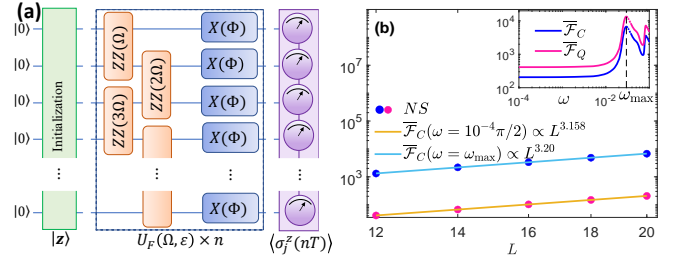 (a)
|0⟩
|0⟩
|0⟩
|0⟩
...
|0⟩
Initialization
|z⟩
ZZ(Ω)
ZZ(3Ω)
ZZ(2Ω)
X(Φ)
X(Φ)
X(Φ)
X(Φ)
...
X(Φ)
...
U_F(Ω, ε) × n
⟨σ_j^z(nT)⟩
(b)
10^7
10^5
10^3
12
14
16
18
20
L
NS
F̅_C(ω = 10^{-4}π/2) ∝ L^{3.158}
F̅_C(ω = ω_max) ∝ L^{3.20}
10^4
10^2
10^0
F̅_C
F̅_Q
10^{-4}
ω
10^{-2}
ω_max